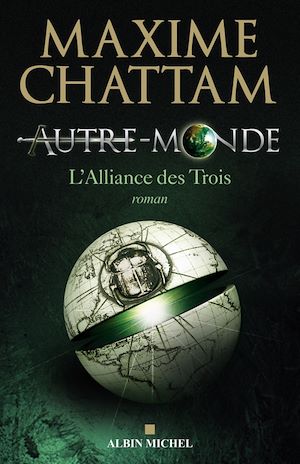 MAXIME
CHATTAM
AUTRE-MONDE
L'Alliance des Trois
roman
ALBIN MICHEL